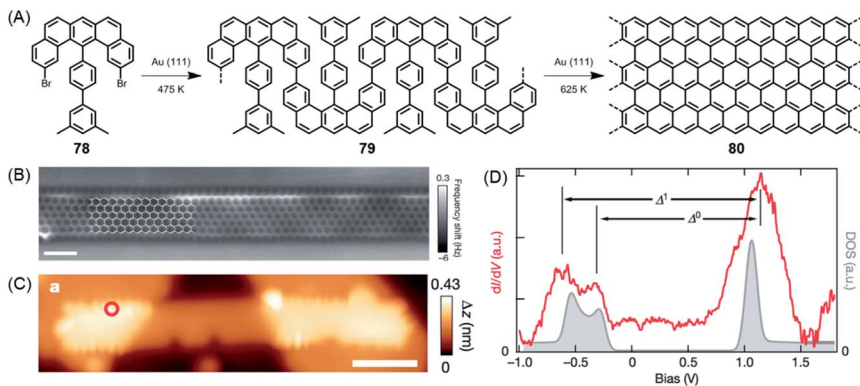 (A)
Br
Br
78
Au (111)
475 K
79
Au (111)
625 K
80
(B)
0.3
Frequency shift (Hz)
-6
(C)
a
0.43
Δz (nm)
0
(D)
Δ¹
Δ⁰
dI/dV (a.u.)
DOS (a.u.)
0
0
-1.0 -0.5 0 0.5 1.0 1.5
Bias (V)